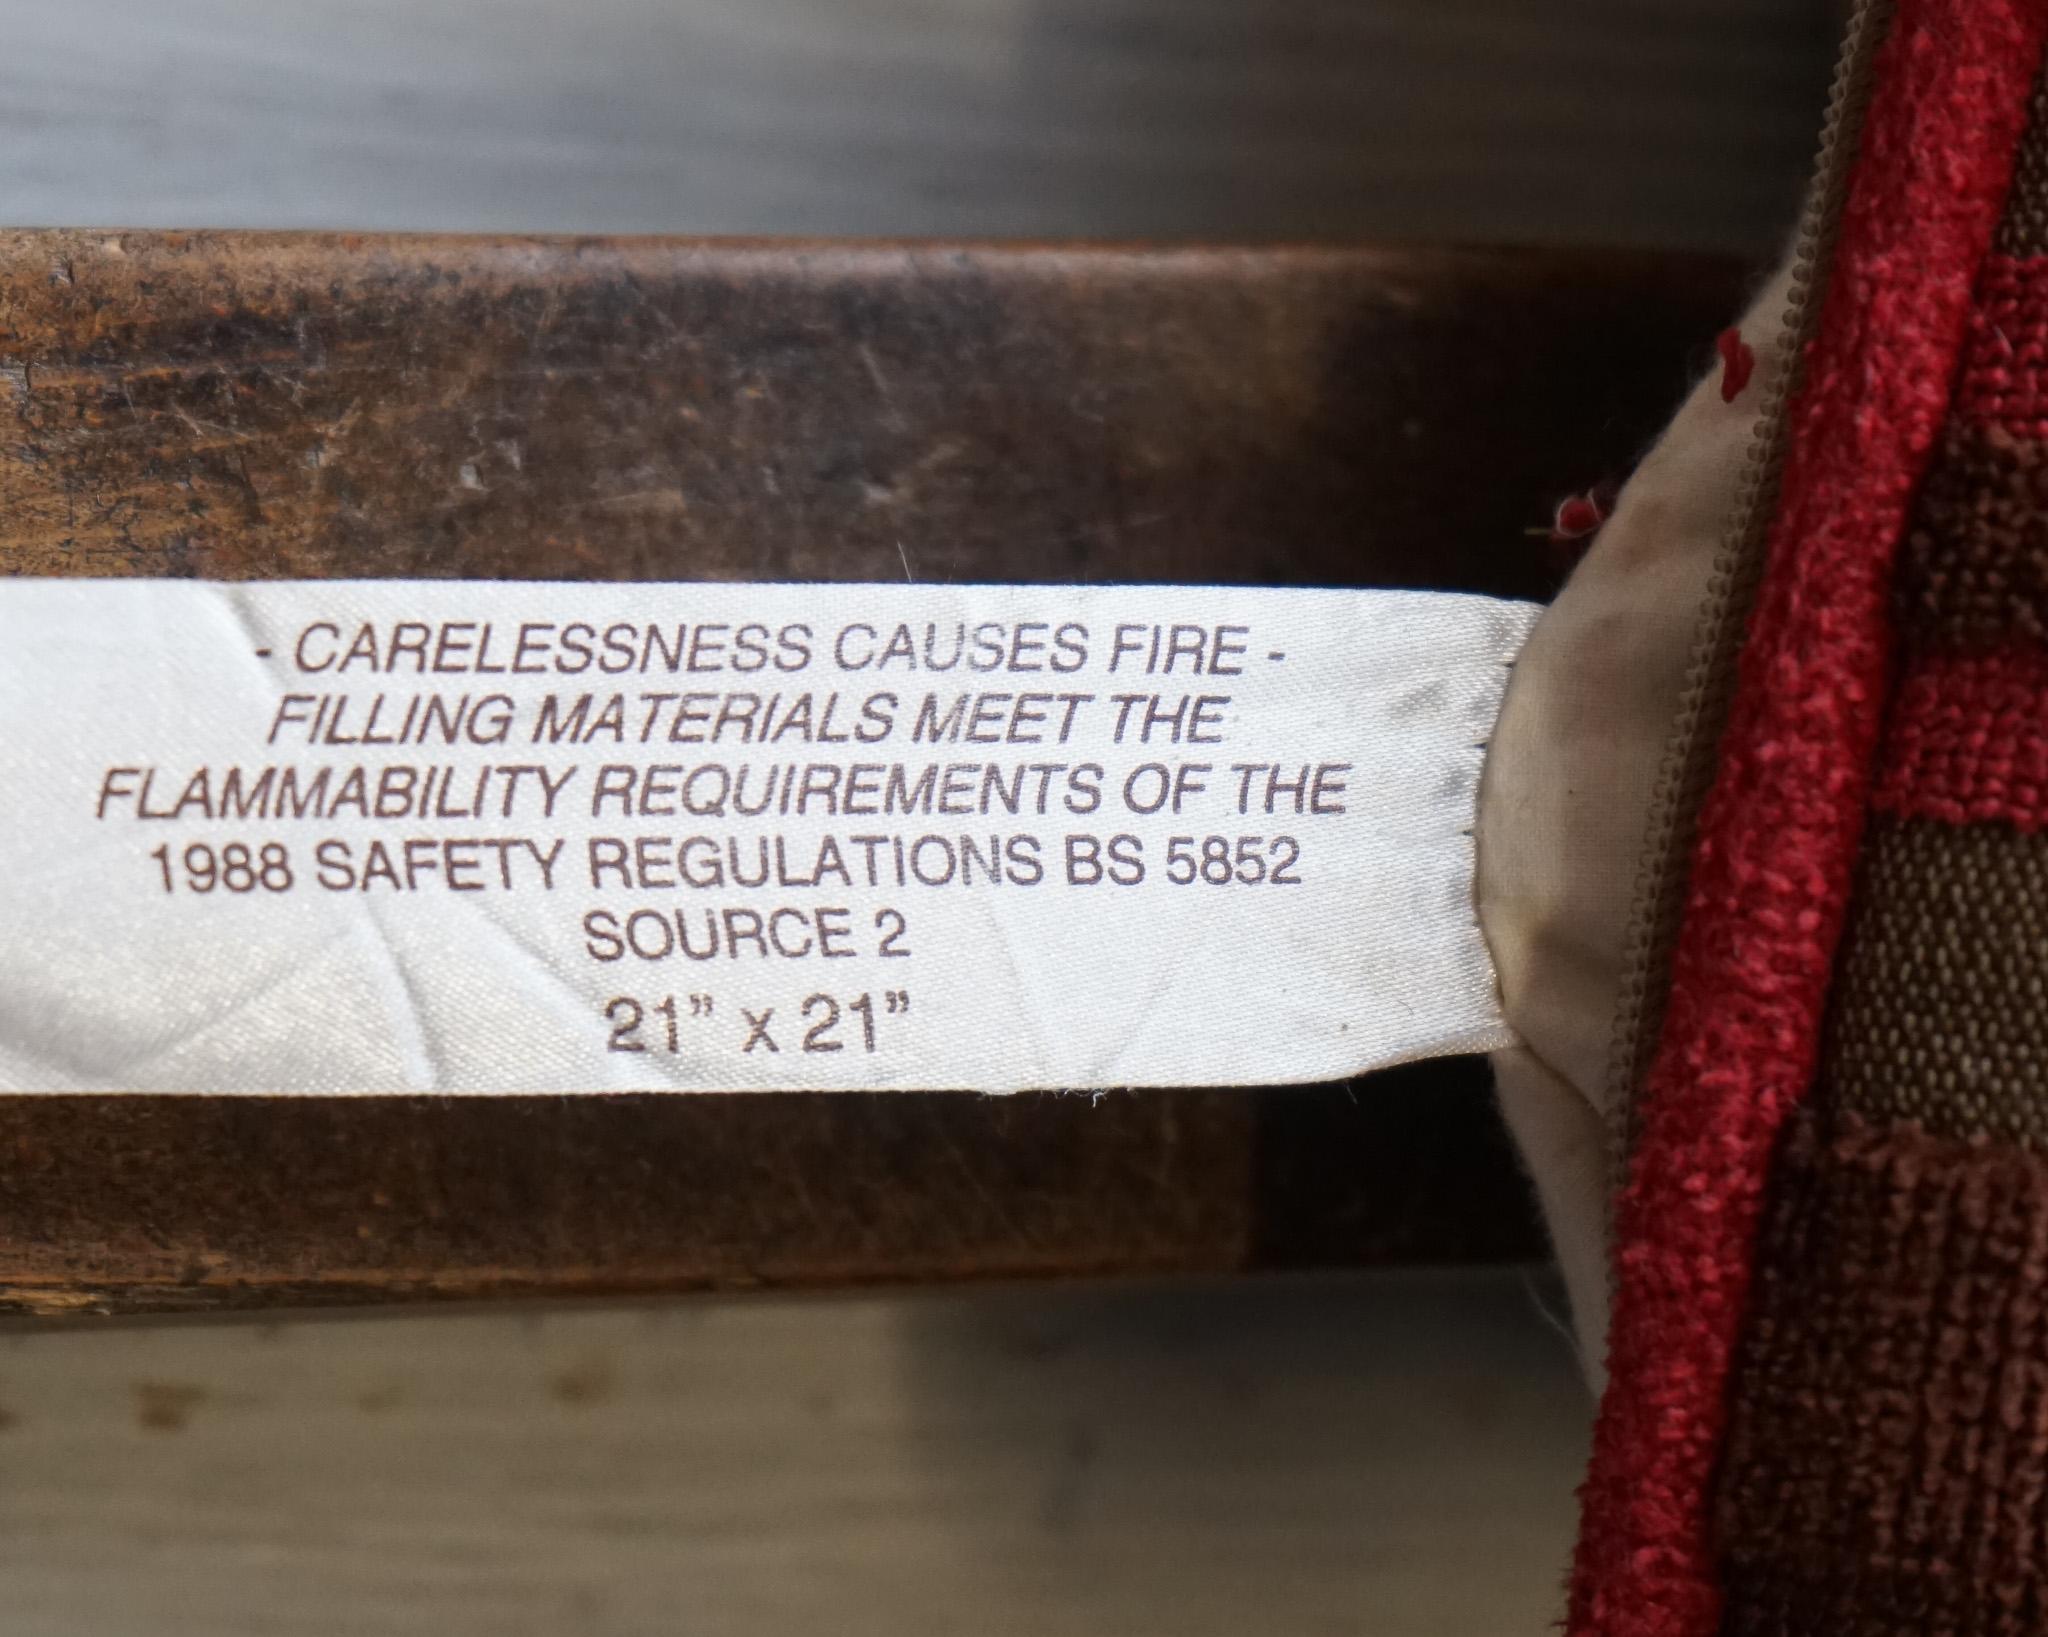 - CARELESSNESS CAUSES FIRE -
FILLING MATERIALS MEET THE
FLAMMABILITY REQUIREMENTS OF THE
1988 SAFETY REGULATIONS BS 5852
SOURCE 2
21” x 21”